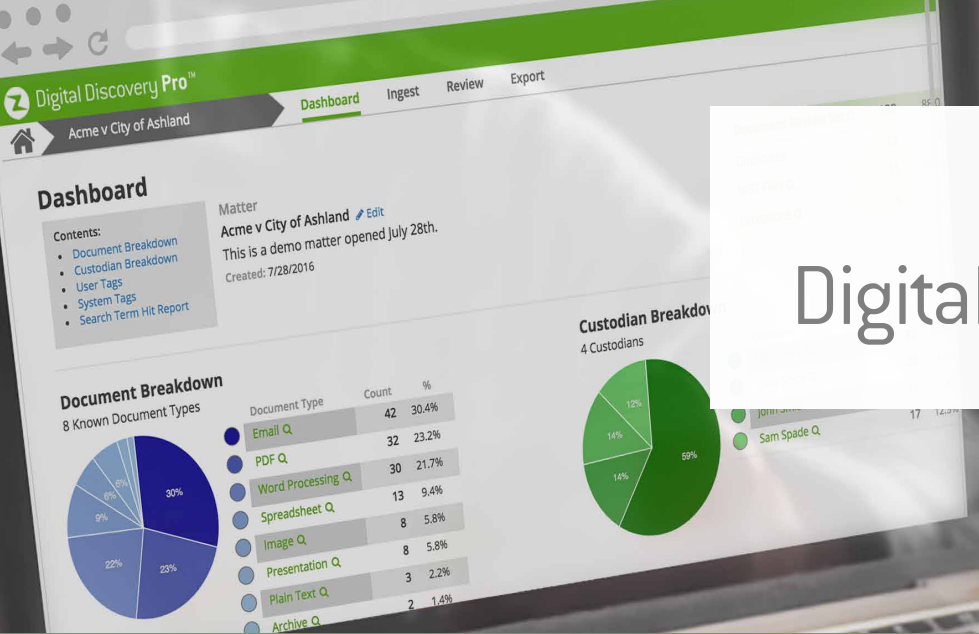 Digital Discovery Pro™
Dashboard Ingest Review Export
Acme v City of Ashland
Dashboard
Contents:
• Document Breakdown
• Custodian Breakdown
• User Tags
• System Tags
• Search Term Hit Report
Matter
Acme v City of Ashland Edit
This is a demo matter opened July 28th.
Created: 7/28/2016
Document Breakdown
8 Known Document Types
30%
23%
22%
9%
6%
6%
Document Type Count %
Email 42 30.4%
PDF 32 23.2%
Word Processing 30 21.7%
Spreadsheet 13 9.4%
Image 8 5.8%
Presentation 8 5.8%
Plain Text 3 2.2%
Archive 2 1.4%
Custodian
4 Custodians
12%
14%
14%
59%
Sam Spade 17
Digital